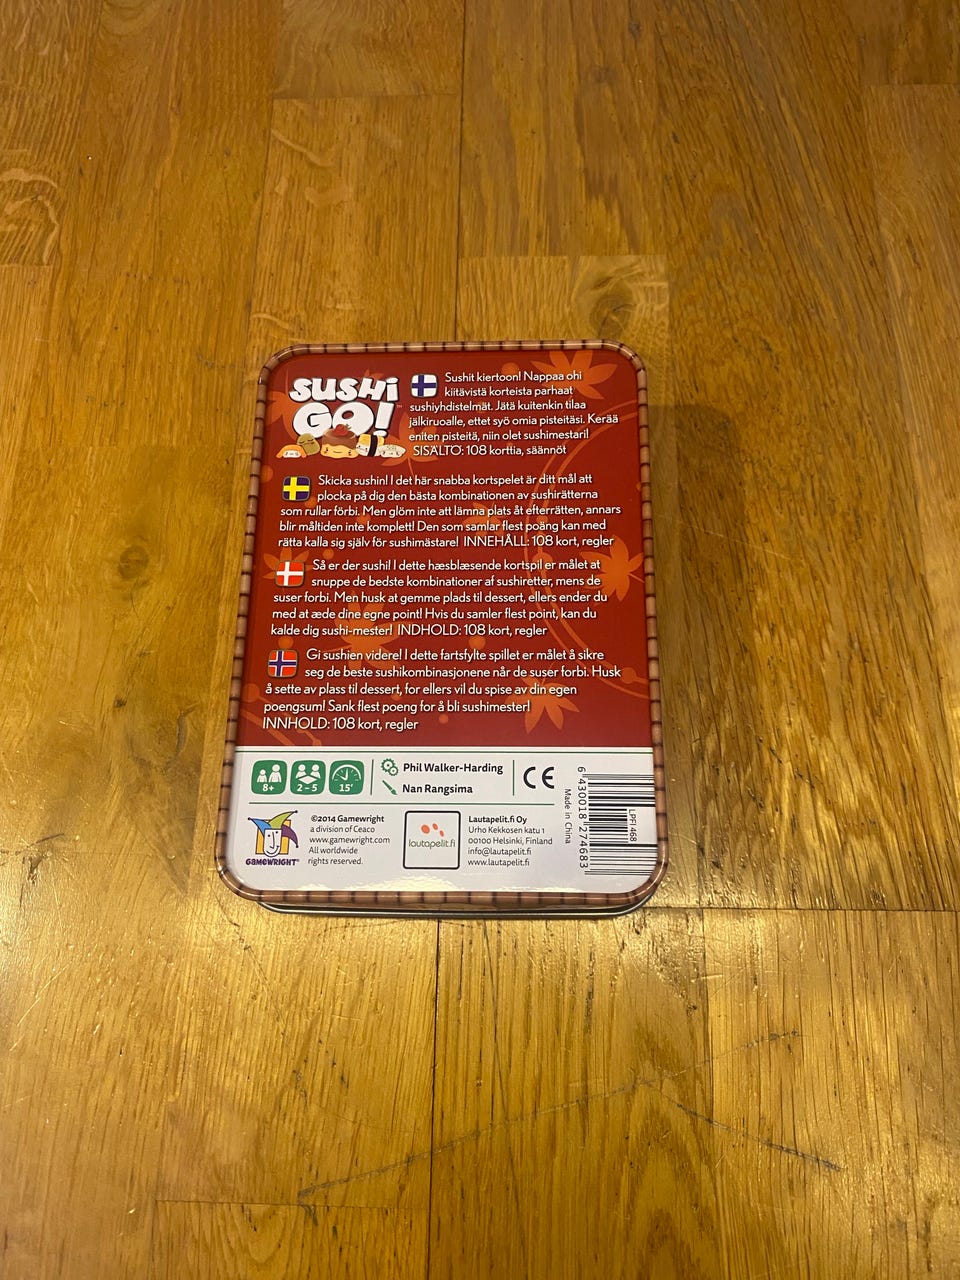 SUSHI
GO!™
Sushit kiertoon! Nappaa ohi
kiitävistä korteista parhaat
sushiyhdistelmät. Jätä kuitenkin tilaa
jälkiruoalle, ettet syö omia pisteitäsi. Kerää
eniten pisteitä, niin olet sushimestari!
SISÄLTÖ: 108 korttia, säännöt
Skicka sushin! I det här snabba kortspelet är ditt mål att
plocka på dig den bästa kombinationen av sushirätterna
som rullar förbi. Men glöm inte att lämna plats åt efterrätten, annars
blir måltiden inte komplett! Den som samlar flest poäng kan med
rätta kalla sig själv för sushimästare! INNEHÅLL: 108 kort, regler
Så er der sushi! I dette hæsblæsende kortspil er målet at
snuppe de bedste kombinationer af sushiretter, mens de
suser forbi. Men husk at gemme plads til dessert, ellers ender du
med at æde dine egne point! Hvis du samler flest point, kan du
kalde dig sushi-mester! INDHOLD: 108 kort, regler
Gi sushien videre! I dette fartsfylte spillet er målet å sikre
seg de beste sushikombinasjonene når de suser forbi. Husk
å sette av plass til dessert, for ellers vil du spise av din egen
poengsum! Sank flest poeng for å bli sushimester!
INNHOLD: 108 kort, regler
8+
2-5
15'
Phil Walker-Harding
Nan Rangsima
CE
GAMEWRIGHT®
©2014 Gamewright
a division of Ceaco
www.gamewright.com
All worldwide
rights reserved.
lautapelit.fi
Lautapelit.fi Oy
Urho Kekkosen katu 1
00100 Helsinki, Finland
info@lautapelit.fi
www.lautapelit.fi
Made in China
6 430018 274683
LPFI468